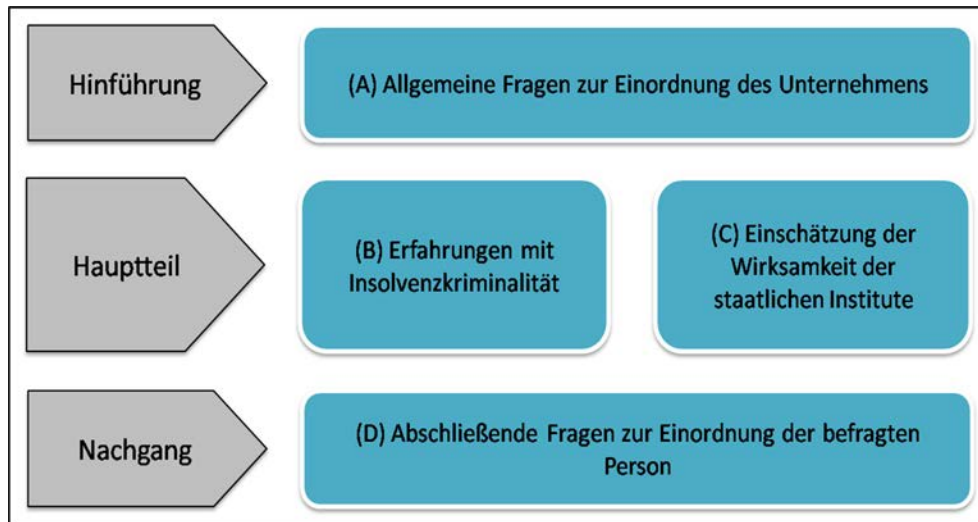 Hinführung
(A) Allgemeine Fragen zur Einordnung des Unternehmens
Hauptteil
(B) Erfahrungen mit
Insolvenzkriminalität
(C) Einschätzung der
Wirksamkeit der
staatlichen Institute
Nachgang
(D) Abschließende Fragen zur Einordnung der befragten
Person